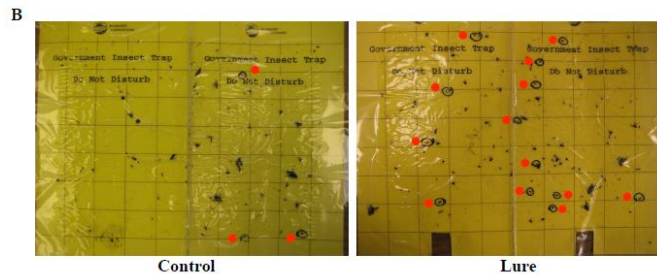 B
Government Insect Trap
Do Not Disturb
Government Insect Trap
Do Not Disturb
Government Insect Trap
Do Not Disturb
Government Insect Trap
Do Not Disturb
Control
Lure